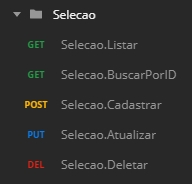 Selecao
GET Selecao.Listar
GET Selecao.BuscarPorID
POST Selecao.Cadastrar
PUT Selecao.Atualizar
DEL Selecao.Deletar